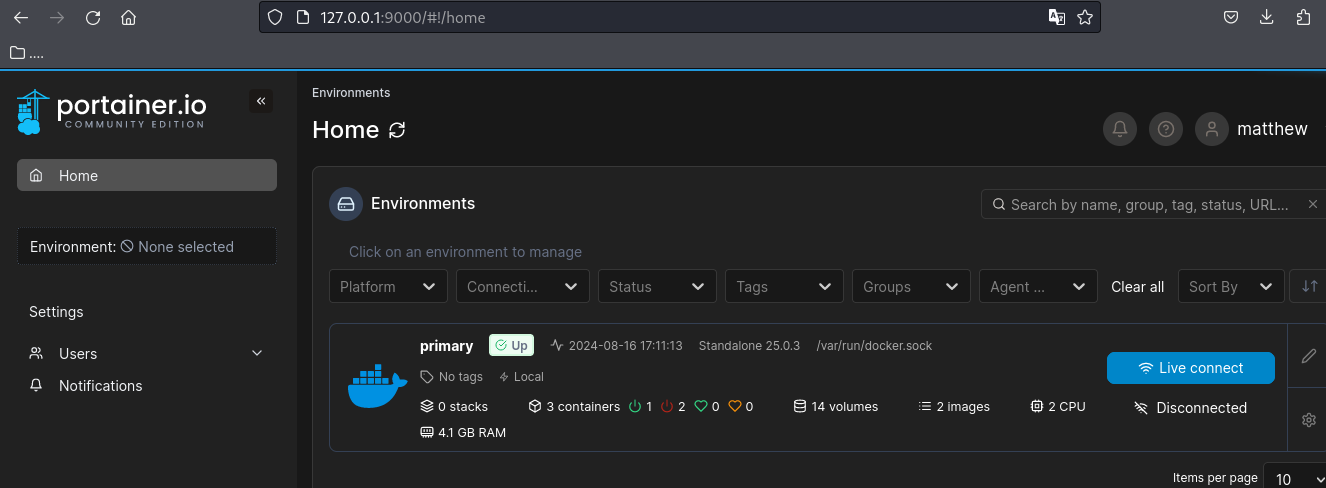 127.0.0.1:9000/#!/home
....
portainer.io
COMMUNITY EDITION
Home
Environment: None selected
Settings
Users
Notifications
Environments
Home
matthew
Environments
Search by name, group, tag, status, URL...
Click on an environment to manage
Platform Connecti... Status Tags Groups Agent ... Clear all Sort By
primary Up 2024-08-16 17:11:13 Standalone 25.0.3 /var/run/docker.sock
No tags Local
0 stacks 3 containers 1 2 0 0 14 volumes 2 images 2 CPU
4.1 GB RAM
Live connect
Disconnected
Items per page 10